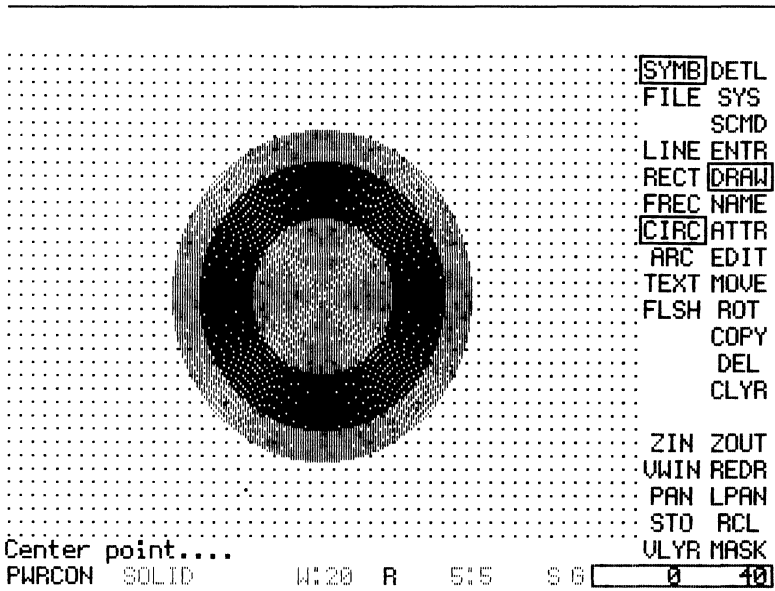 SYMB DETL
FILE SYS
SCMD
LINE ENTR
RECT DRAW
FREC NAME
CIRC ATTR
ARC EDIT
TEXT MOVE
FLSH ROT
COPY
DEL
CLYR
ZIN ZOUT
VWIN REDR
PAN LPAN
STO RCL
Center point.... VLYR MASK
PWRCON SOLID W:20 R S:5 S G 0 40